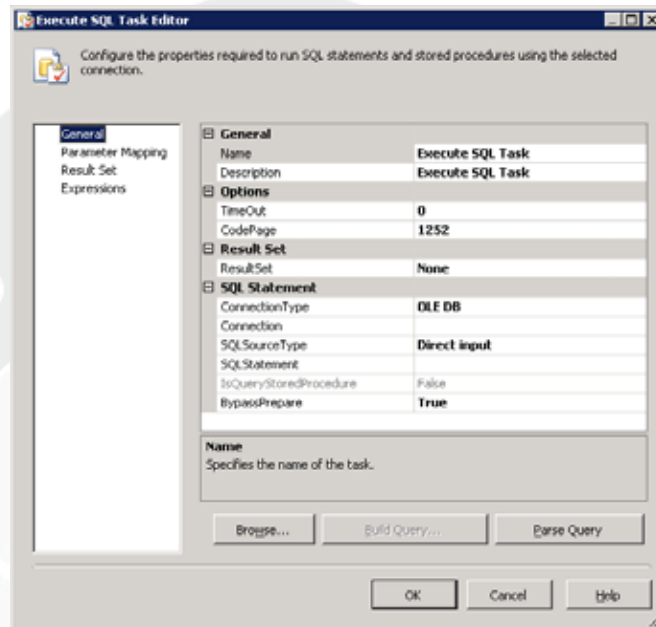 Execute SQL Task Editor
Configure the properties required to run SQL statements and stored procedures using the selected
connection.
General
Parameter Mapping
Result Set
Expressions
General
Name Execute SQL Task
Description Execute SQL Task
Options
TimeOut 0
CodePage 1252
Result Set
ResultSet None
SQL Statement
ConnectionType OLE DB
Connection
SQLSourceType Direct input
SQLStatement
IsQueryStoredProcedure False
BypassPrepare True
Name
Specifies the name of the task.
Browse... Build Query... Parse Query
OK Cancel Help